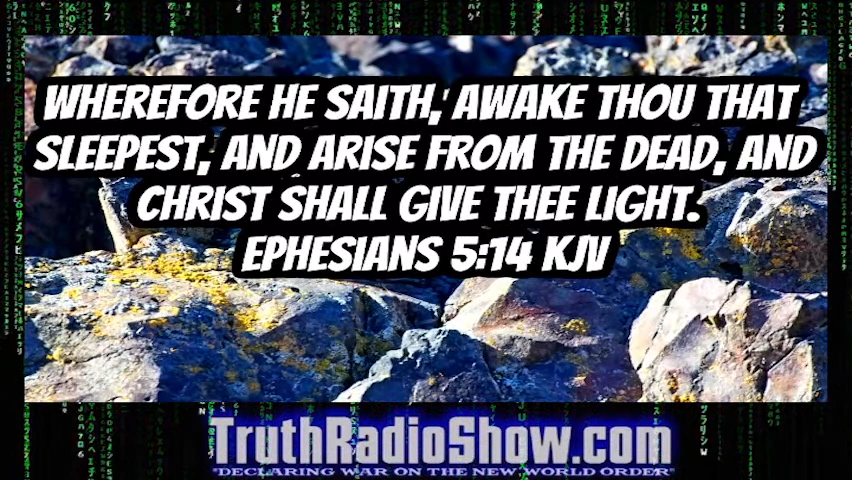 WHEREFORE HE SAITH, AWAKE THOU THAT
SLEEPEST, AND ARISE FROM THE DEAD, AND
CHRIST SHALL GIVE THEE LIGHT.
EPHESIANS 5:14 KJV
TruthRadioShow.com
"DECLARING WAR ON THE NEW WORLD ORDER"